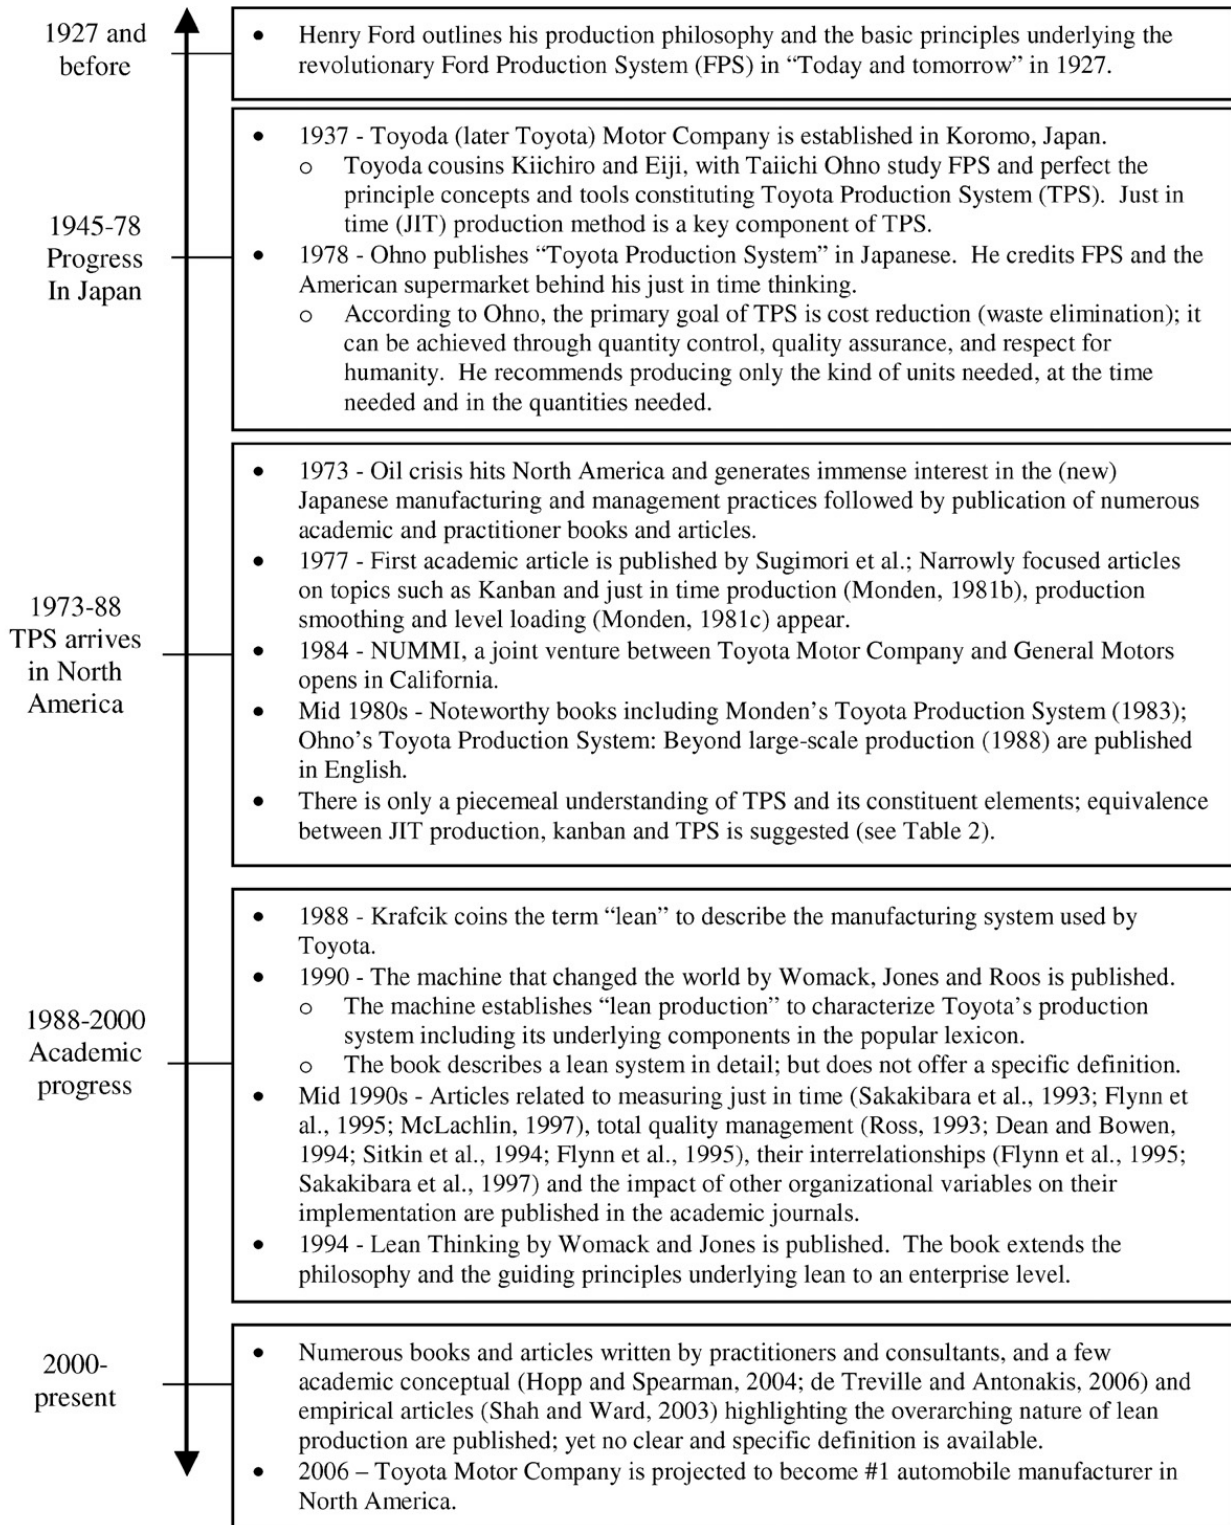 1927 and
before
• Henry Ford outlines his production philosophy and the basic principles underlying the
revolutionary Ford Production System (FPS) in “Today and tomorrow” in 1927.
1945-78
Progress
In Japan
• 1937 - Toyoda (later Toyota) Motor Company is established in Koromo, Japan.
o Toyoda cousins Kiichiro and Eiji, with Taiichi Ohno study FPS and perfect the
principle concepts and tools constituting Toyota Production System (TPS). Just in
time (JIT) production method is a key component of TPS.
• 1978 - Ohno publishes “Toyota Production System” in Japanese. He credits FPS and the
American supermarket behind his just in time thinking.
o According to Ohno, the primary goal of TPS is cost reduction (waste elimination); it
can be achieved through quantity control, quality assurance, and respect for
humanity. He recommends producing only the kind of units needed, at the time
needed and in the quantities needed.
1973-88
TPS arrives
in North
America
• 1973 - Oil crisis hits North America and generates immense interest in the (new)
Japanese manufacturing and management practices followed by publication of numerous
academic and practitioner books and articles.
• 1977 - First academic article is published by Sugimori et al.; Narrowly focused articles
on topics such as Kanban and just in time production (Monden, 1981b), production
smoothing and level loading (Monden, 1981c) appear.
• 1984 - NUMMI, a joint venture between Toyota Motor Company and General Motors
opens in California.
• Mid 1980s - Noteworthy books including Monden’s Toyota Production System (1983);
Ohno’s Toyota Production System: Beyond large-scale production (1988) are published
in English.
• There is only a piecemeal understanding of TPS and its constituent elements; equivalence
between JIT production, kanban and TPS is suggested (see Table 2).
1988-2000
Academic
progress
• 1988 - Krafcik coins the term “lean” to describe the manufacturing system used by
Toyota.
• 1990 - The machine that changed the world by Womack, Jones and Roos is published.
o The machine establishes “lean production” to characterize Toyota’s production
system including its underlying components in the popular lexicon.
o The book describes a lean system in detail; but does not offer a specific definition.
• Mid 1990s - Articles related to measuring just in time (Sakakibara et al., 1993; Flynn et
al., 1995; McLachlin, 1997), total quality management (Ross, 1993; Dean and Bowen,
1994; Sitkin et al., 1994; Flynn et al., 1995), their interrelationships (Flynn et al., 1995;
Sakakibara et al., 1997) and the impact of other organizational variables on their
implementation are published in the academic journals.
• 1994 - Lean Thinking by Womack and Jones is published. The book extends the
philosophy and the guiding principles underlying lean to an enterprise level.
2000-
present
• Numerous books and articles written by practitioners and consultants, and a few
academic conceptual (Hopp and Spearman, 2004; de Treville and Antonakis, 2006) and
empirical articles (Shah and Ward, 2003) highlighting the overarching nature of lean
production are published; yet no clear and specific definition is available.
• 2006 – Toyota Motor Company is projected to become #1 automobile manufacturer in
North America.